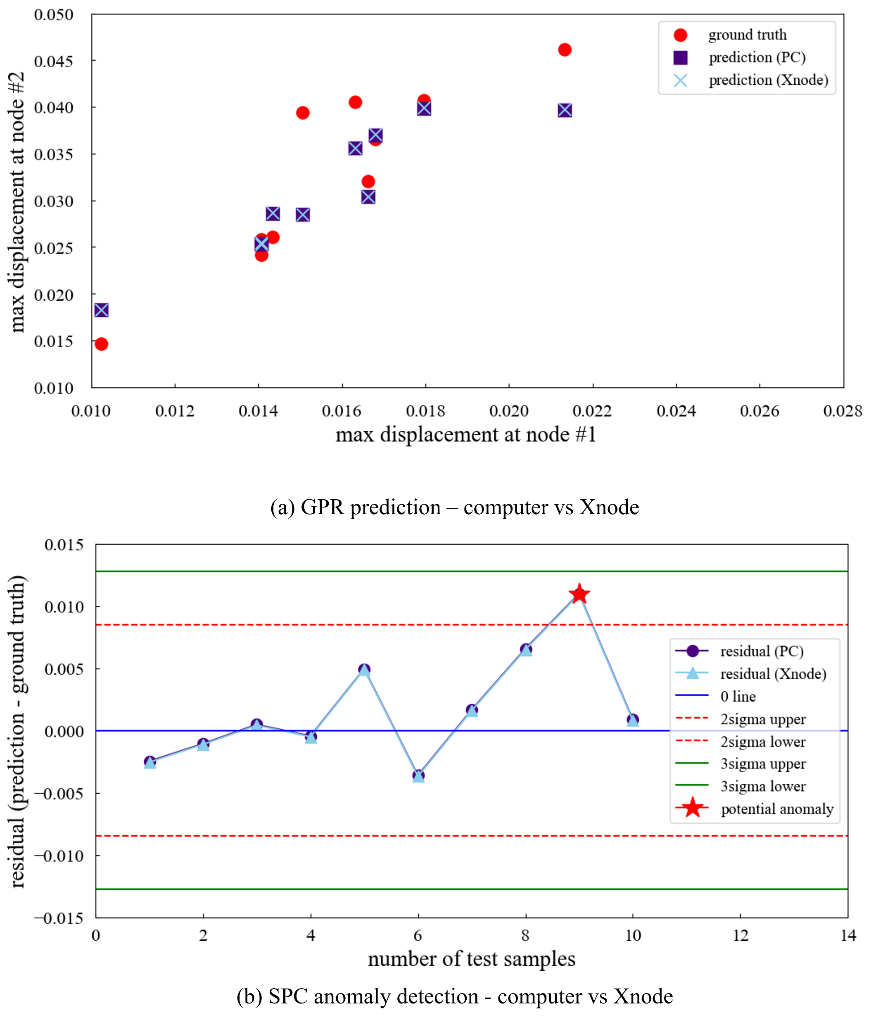 0.050
0.045
0.040
0.035
0.030
0.025
0.020
0.015
0.010
max displacement at node #2
ground truth
prediction (PC)
prediction (Xnode)
0.010 0.012 0.014 0.016 0.018 0.020 0.022 0.024 0.026 0.028
max displacement at node #1
(a) GPR prediction – computer vs Xnode
0.015
0.010
0.005
0.000
−0.005
−0.010
−0.015
residual (prediction - ground truth)
residual (PC)
residual (Xnode)
0 line
2sigma upper
2sigma lower
3sigma upper
3sigma lower
potential anomaly
0 2 4 6 8 10 12 14
number of test samples
(b) SPC anomaly detection - computer vs Xnode